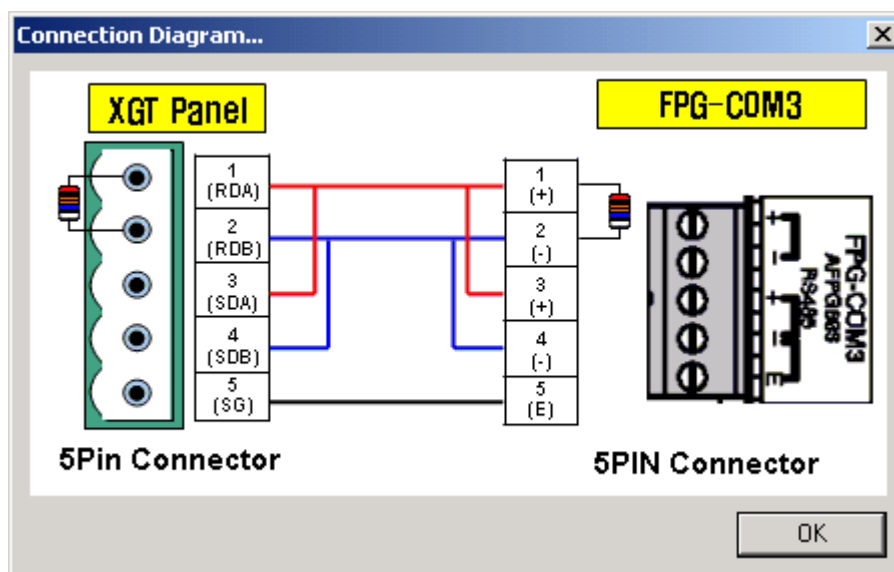 Connection Diagram...
XGT Panel
FPG-COM3
1
(RDA)
2
(RDB)
3
(SDA)
4
(SDB)
5
(SG)
1
(+)
2
(-)
3
(+)
4
(-)
5
(E)
+
-
+
-
E
RS485
AFPG806
FPG-COM3
5Pin Connector
5PIN Connector
OK